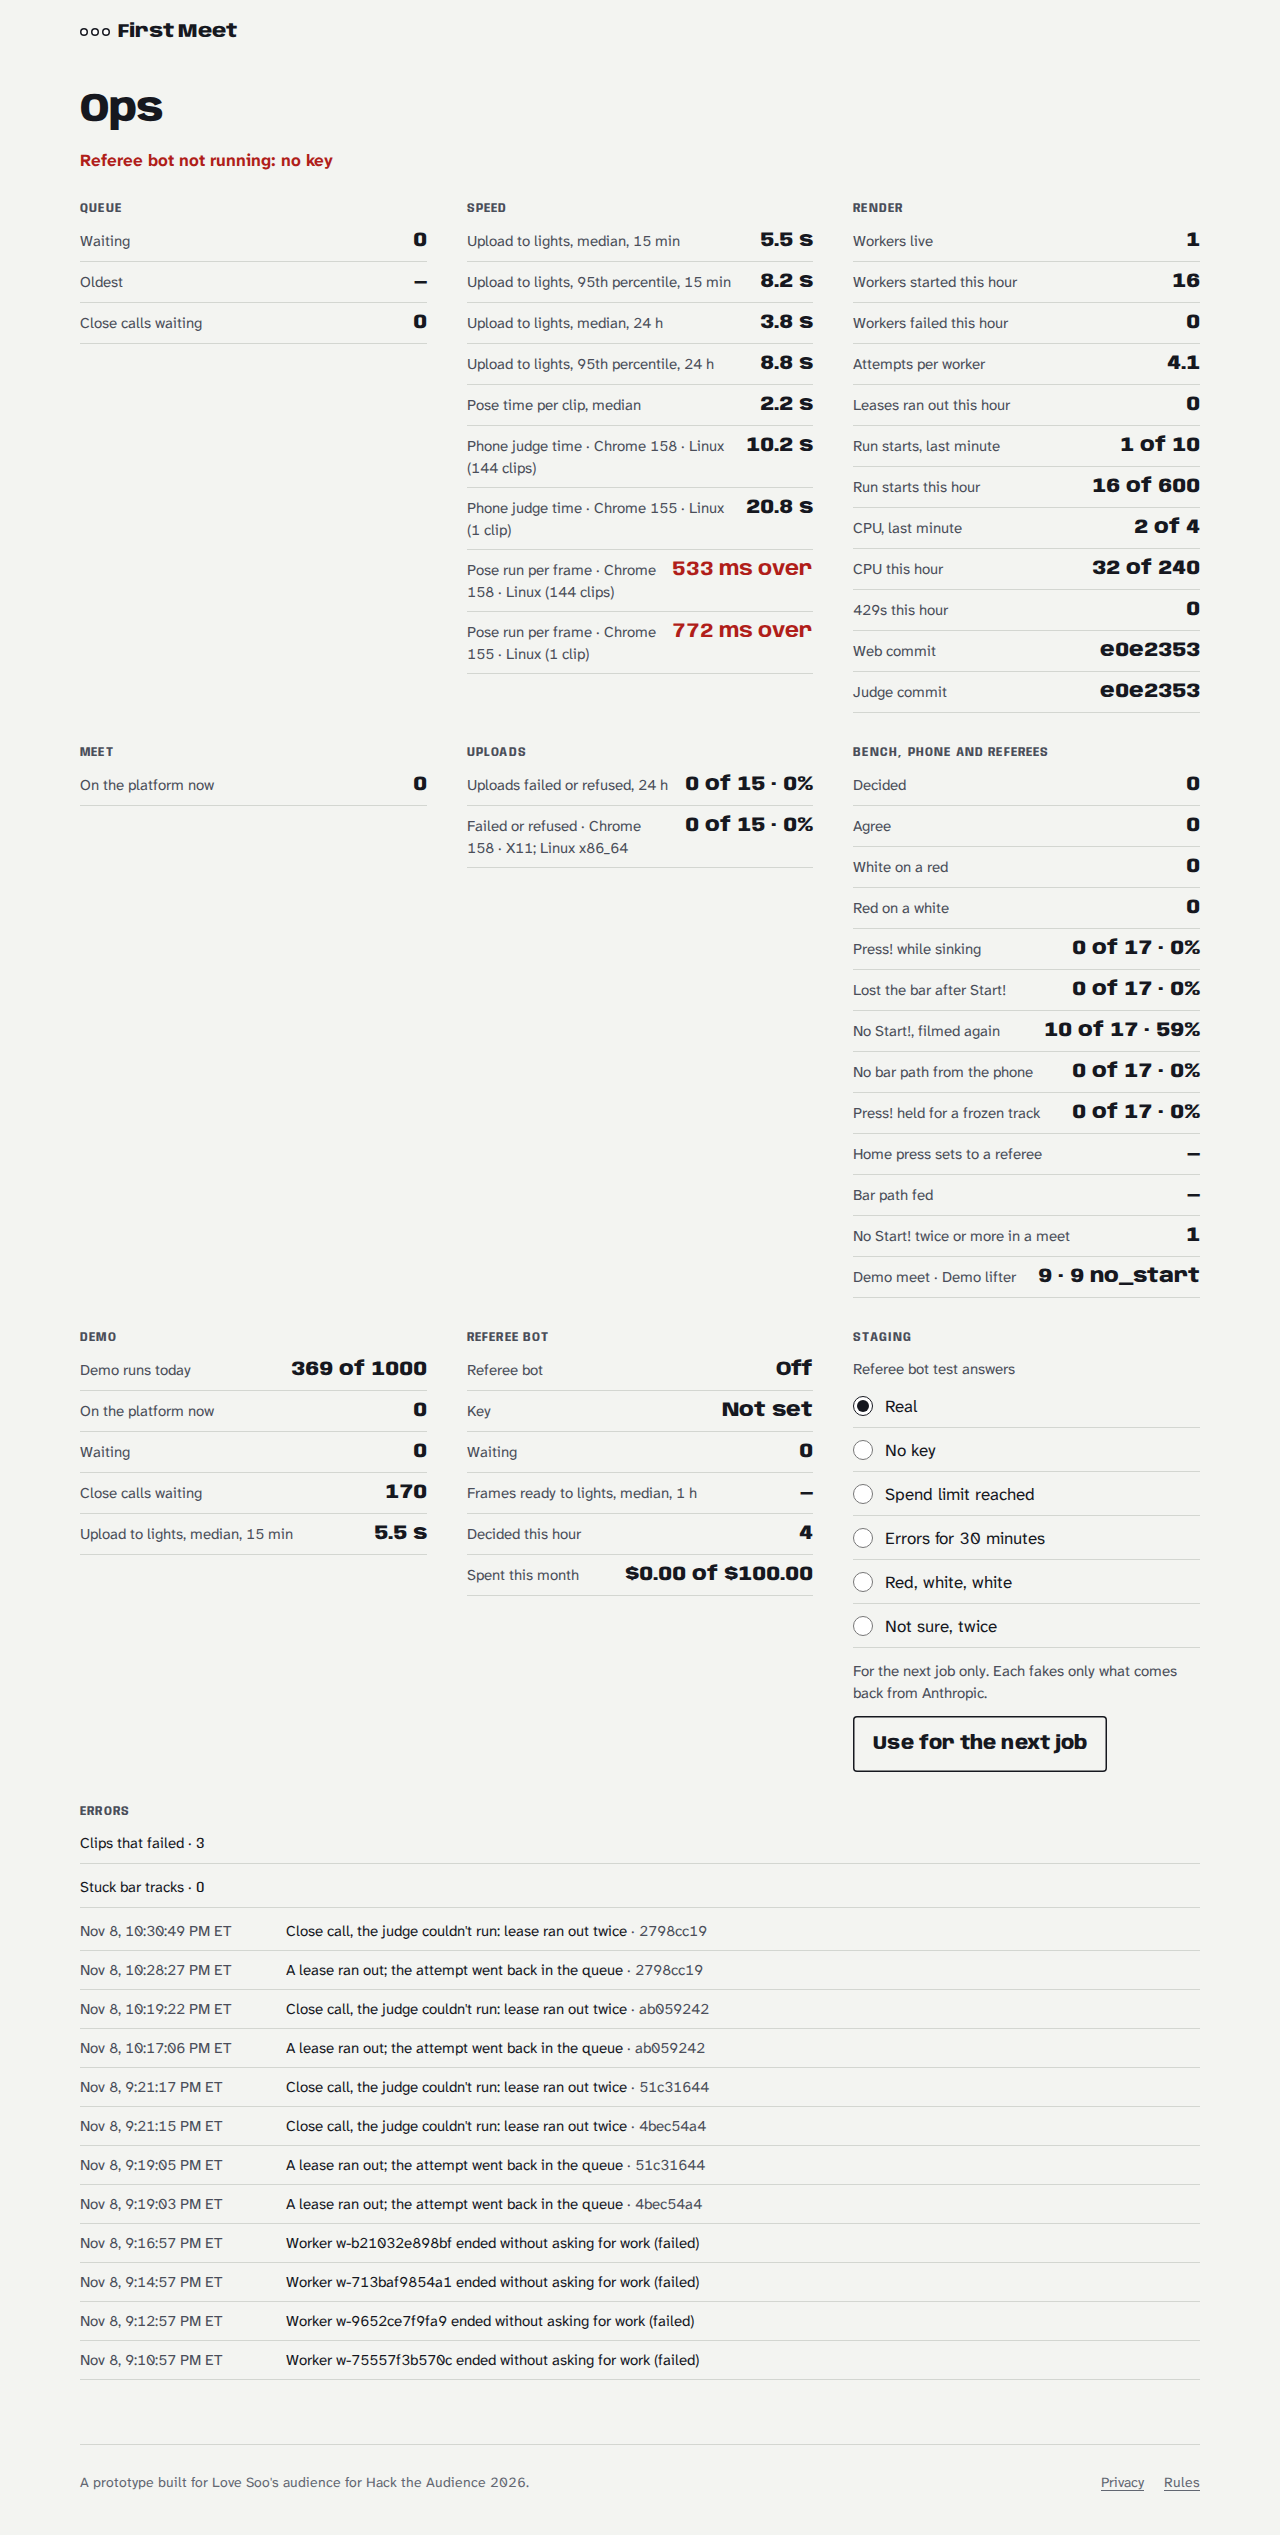 First Meet
Ops
Referee bot not running: no key
QUEUE
Waiting 0
Oldest –
Close calls waiting 0
SPEED
Upload to lights, median, 15 min 5.5 s
Upload to lights, 95th percentile, 15 min 8.2 s
Upload to lights, median, 24 h 3.8 s
Upload to lights, 95th percentile, 24 h 8.8 s
Pose time per clip, median 2.2 s
Phone judge time · Chrome 158 · Linux 10.2 s
(144 clips)
Phone judge time · Chrome 155 · Linux 20.8 s
(1 clip)
Pose run per frame · Chrome 533 ms over
158 · Linux (144 clips)
Pose run per frame · Chrome 772 ms over
155 · Linux (1 clip)
RENDER
Workers live 1
Workers started this hour 16
Workers failed this hour 0
Attempts per worker 4.1
Leases ran out this hour 0
Run starts, last minute 1 of 10
Run starts this hour 16 of 600
CPU, last minute 2 of 4
CPU this hour 32 of 240
429s this hour 0
Web commit e0e2353
Judge commit e0e2353
MEET
On the platform now 0
UPLOADS
Uploads failed or refused, 24 h 0 of 15 · 0%
Failed or refused · Chrome 0 of 15 · 0%
158 · X11; Linux x86_64
BENCH, PHONE AND REFEREES
Decided 0
Agree 0
White on a red 0
Red on a white 0
Press! while sinking 0 of 17 · 0%
Lost the bar after Start! 0 of 17 · 0%
No Start!, filmed again 10 of 17 · 59%
No bar path from the phone 0 of 17 · 0%
Press! held for a frozen track 0 of 17 · 0%
Home press sets to a referee –
Bar path fed –
No Start! twice or more in a meet 1
Demo meet · Demo lifter 9 · 9 no_start
DEMO
Demo runs today 369 of 1000
On the platform now 0
Waiting 0
Close calls waiting 170
Upload to lights, median, 15 min 5.5 s
REFEREE BOT
Referee bot Off
Key Not set
Waiting 0
Frames ready to lights, median, 1 h –
Decided this hour 4
Spent this month $0.00 of $100.00
STAGING
Referee bot test answers
Real
No key
Spend limit reached
Errors for 30 minutes
Red, white, white
Not sure, twice
For the next job only. Each fakes only what comes
back from Anthropic.
Use for the next job
ERRORS
Clips that failed · 3
Stuck bar tracks · 0
Nov 8, 10:30:49 PM ET Close call, the judge couldn't run: lease ran out twice · 2798cc19
Nov 8, 10:28:27 PM ET A lease ran out; the attempt went back in the queue · 2798cc19
Nov 8, 10:19:22 PM ET Close call, the judge couldn't run: lease ran out twice · ab059242
Nov 8, 10:17:06 PM ET A lease ran out; the attempt went back in the queue · ab059242
Nov 8, 9:21:17 PM ET Close call, the judge couldn't run: lease ran out twice · 51c31644
Nov 8, 9:21:15 PM ET Close call, the judge couldn't run: lease ran out twice · 4bec54a4
Nov 8, 9:19:05 PM ET A lease ran out; the attempt went back in the queue · 51c31644
Nov 8, 9:19:03 PM ET A lease ran out; the attempt went back in the queue · 4bec54a4
Nov 8, 9:16:57 PM ET Worker w-b21032e898bf ended without asking for work (failed)
Nov 8, 9:14:57 PM ET Worker w-713baf9854a1 ended without asking for work (failed)
Nov 8, 9:12:57 PM ET Worker w-9652ce7f9fa9 ended without asking for work (failed)
Nov 8, 9:10:57 PM ET Worker w-75557f3b570c ended without asking for work (failed)
A prototype built for Love Soo's audience for Hack the Audience 2026.
Privacy Rules